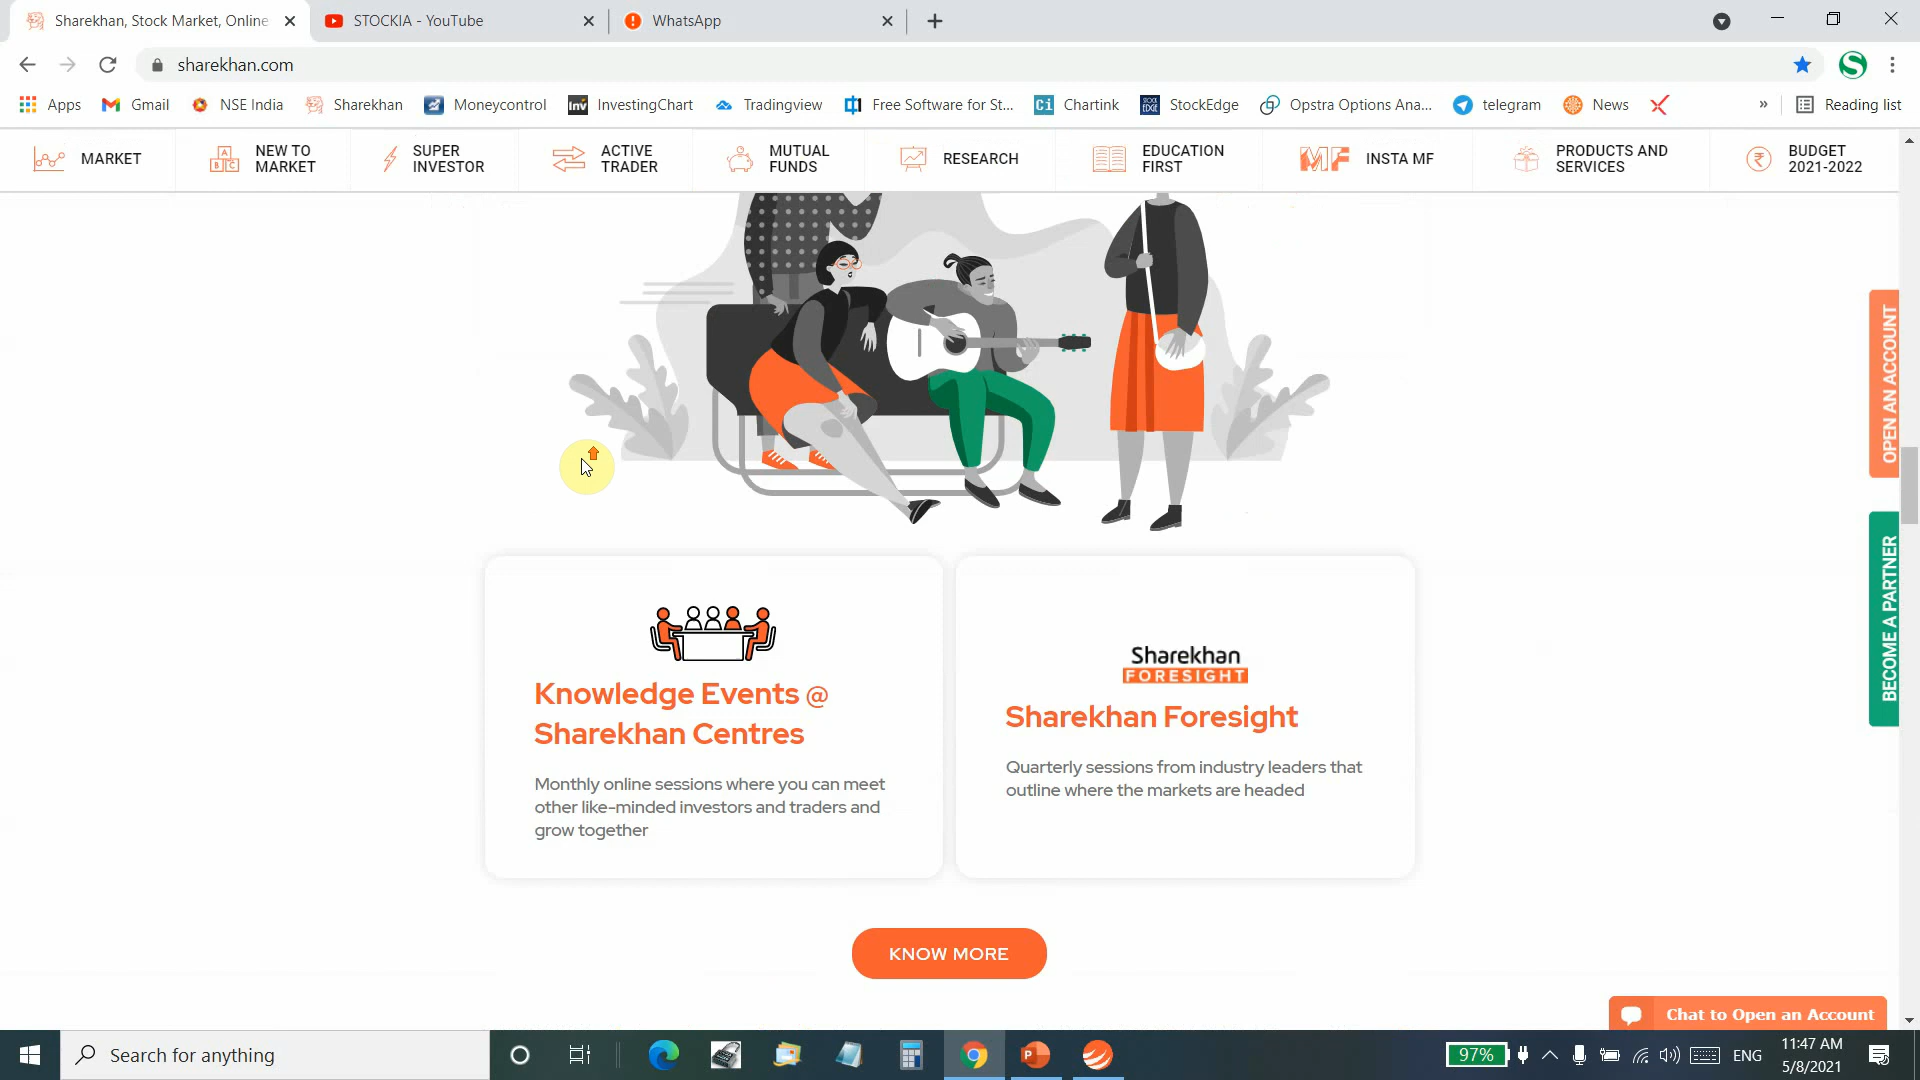 Sharekhan, Stock Market, Online
STOCKIA - YouTube
WhatsApp
sharekhan.com
Apps
Gmail
NSE India
Sharekhan
Moneycontrol
Inv
InvestingChart
Tradingview
Free Software for St...
Ci
Chartink
STOCK
EDGE
StockEdge
Opstra Options Ana...
telegram
News
»
Reading list
MARKET
A
B C
NEW TO
MARKET
SUPER
INVESTOR
ACTIVE
TRADER
MUTUAL
FUNDS
RESEARCH
EDUCATION
FIRST
MF
INSTA MF
PRODUCTS AND
SERVICES
₹
BUDGET
2021-2022
OPEN AN ACCOUNT
BECOME A PARTNER
Knowledge Events @
Sharekhan Centres
Monthly online sessions where you can meet
other like-minded investors and traders and
grow together
Sharekhan
FORESIGHT
Sharekhan Foresight
Quarterly sessions from industry leaders that
outline where the markets are headed
KNOW MORE
Chat to Open an Account
Search for anything
97%
ENG
11:47 AM
5/8/2021